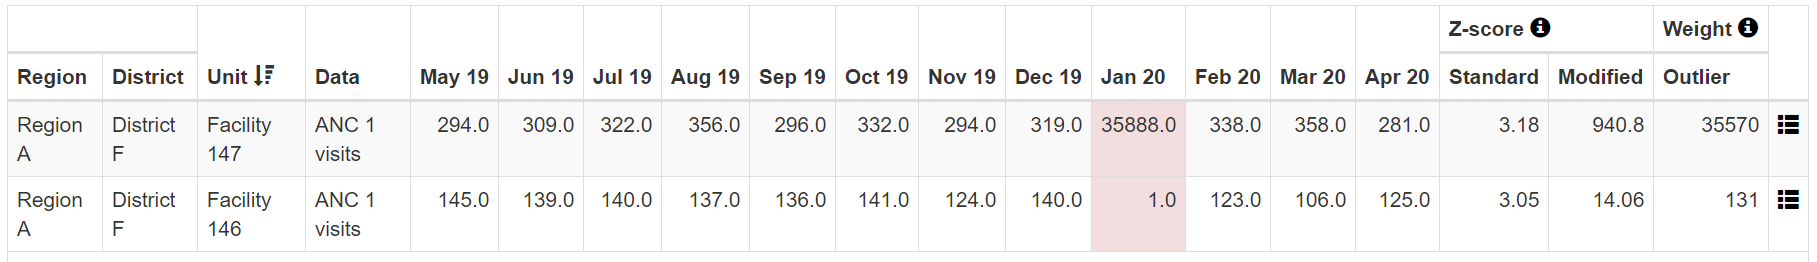 Z-score Weight
Region District Unit Data May 19 Jun 19 Jul 19 Aug 19 Sep 19 Oct 19 Nov 19 Dec 19 Jan 20 Feb 20 Mar 20 Apr 20 Standard Modified Outlier
Region District Facility ANC 1 294.0 309.0 322.0 356.0 296.0 332.0 294.0 319.0 35888.0 338.0 358.0 281.0 3.18 940.8 35570
A F 147 visits
Region District Facility ANC 1 145.0 139.0 140.0 137.0 136.0 141.0 124.0 140.0 1.0 123.0 106.0 125.0 3.05 14.06 131
A F 146 visits